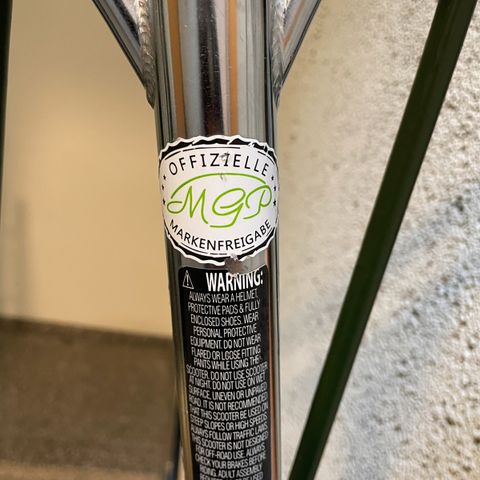 OFFIZIELLE
MGP
MARKENFREIGABE
WARNING:
ALWAYS WEAR A HELMET,
PROTECTIVE PADS & FULLY
ENCLOSED SHOES. WEAR
PERSONAL PROTECTIVE
EQUIPMENT. DO NOT WEAR
FLARED OR LOOSE FITTING
PANTS WHILE USING THE
SCOOTER. DO NOT USE SCOOTER
AT NIGHT. DO NOT USE ON WET
SURFACE, UNEVEN OR UNPAVED
ROAD. IT IS NOT RECOMMENDED
THAT THIS SCOOTER BE USED ON
STEEP SLOPES OR HIGH SPEEDS.
ALWAYS FOLLOW TRAFFIC LAWS.
THIS SCOOTER IS NOT DESIGNED
FOR OFF-ROAD USE. ALWAYS
CHECK YOUR BRAKES BEFORE
RIDING. ADULT ASSEMBLY